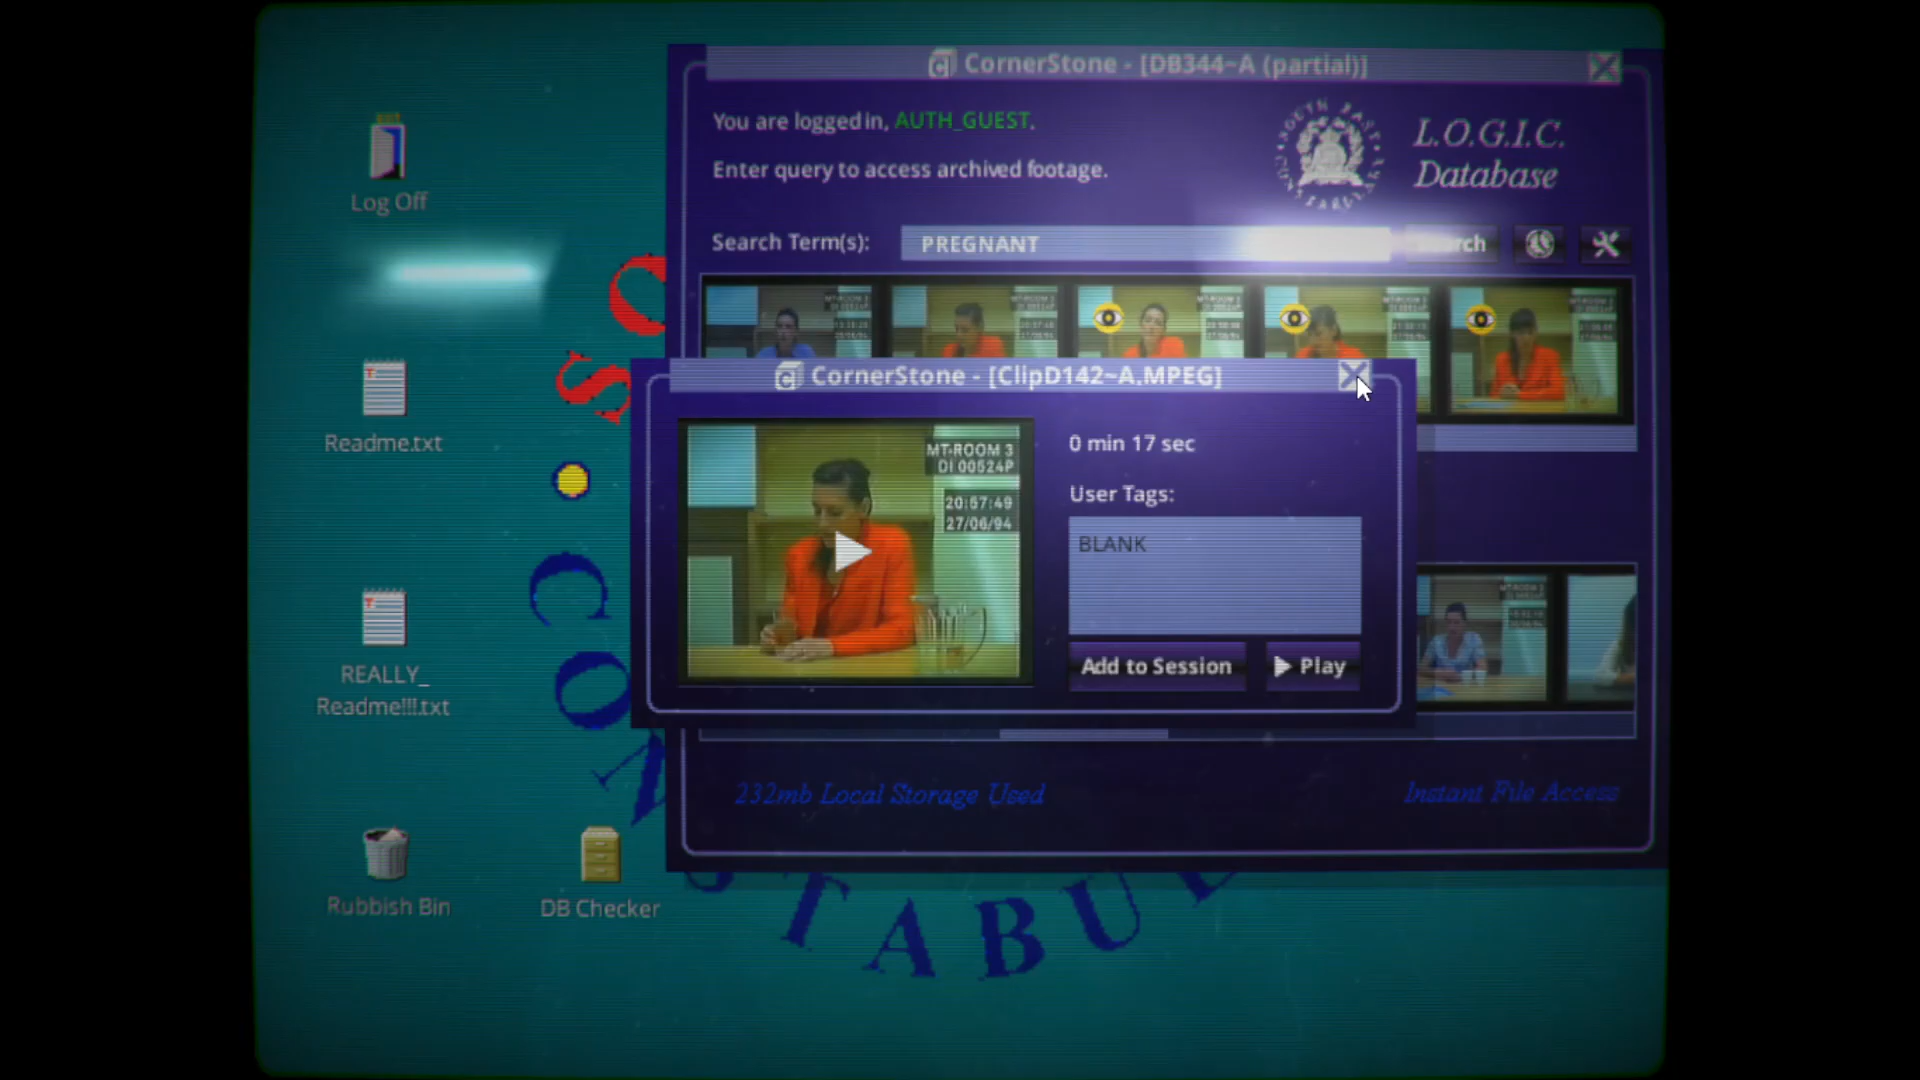 CornerStone - [DB344~A (partial)]
You are logged in, AUTH_GUEST.
Enter query to access archived footage.
SOUTH EAST
L.O.G.I.C.
Database
Search Term(s):
PREGNANT
Log Off
CornerStone - [ClipD142~A.MPEG]
MT-ROOM 3
DI 00524P
20:57:49
27/06/94
0 min 17 sec
User Tags:
BLANK
Add to Session
Play
Readme.txt
REALLY_
Readme!!!.txt
232mb Local Storage Used
Instant File Access
Rubbish Bin
DB Checker